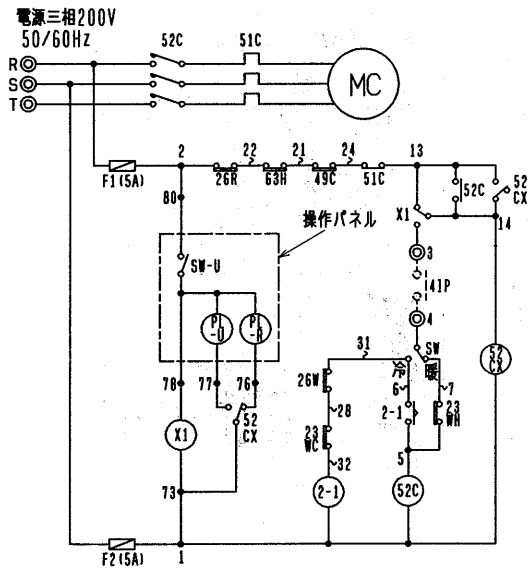 電源三相200V
50/60Hz
52C
51C
R
S
T
MC
2
22
21
24
13
F1(5A)
26R
63H
49C
51C
52C
52
CX
80
X1
14
操作パネル
SW-U
3
41P
4
PL
-U
PL
-R
31
SW
冷
暖
52
CX
78
77
76
26W
6
7
52
CX
28
2-1
23
WH
X1
23
WC
5
32
73
2-1
52C
F2(5A)
1